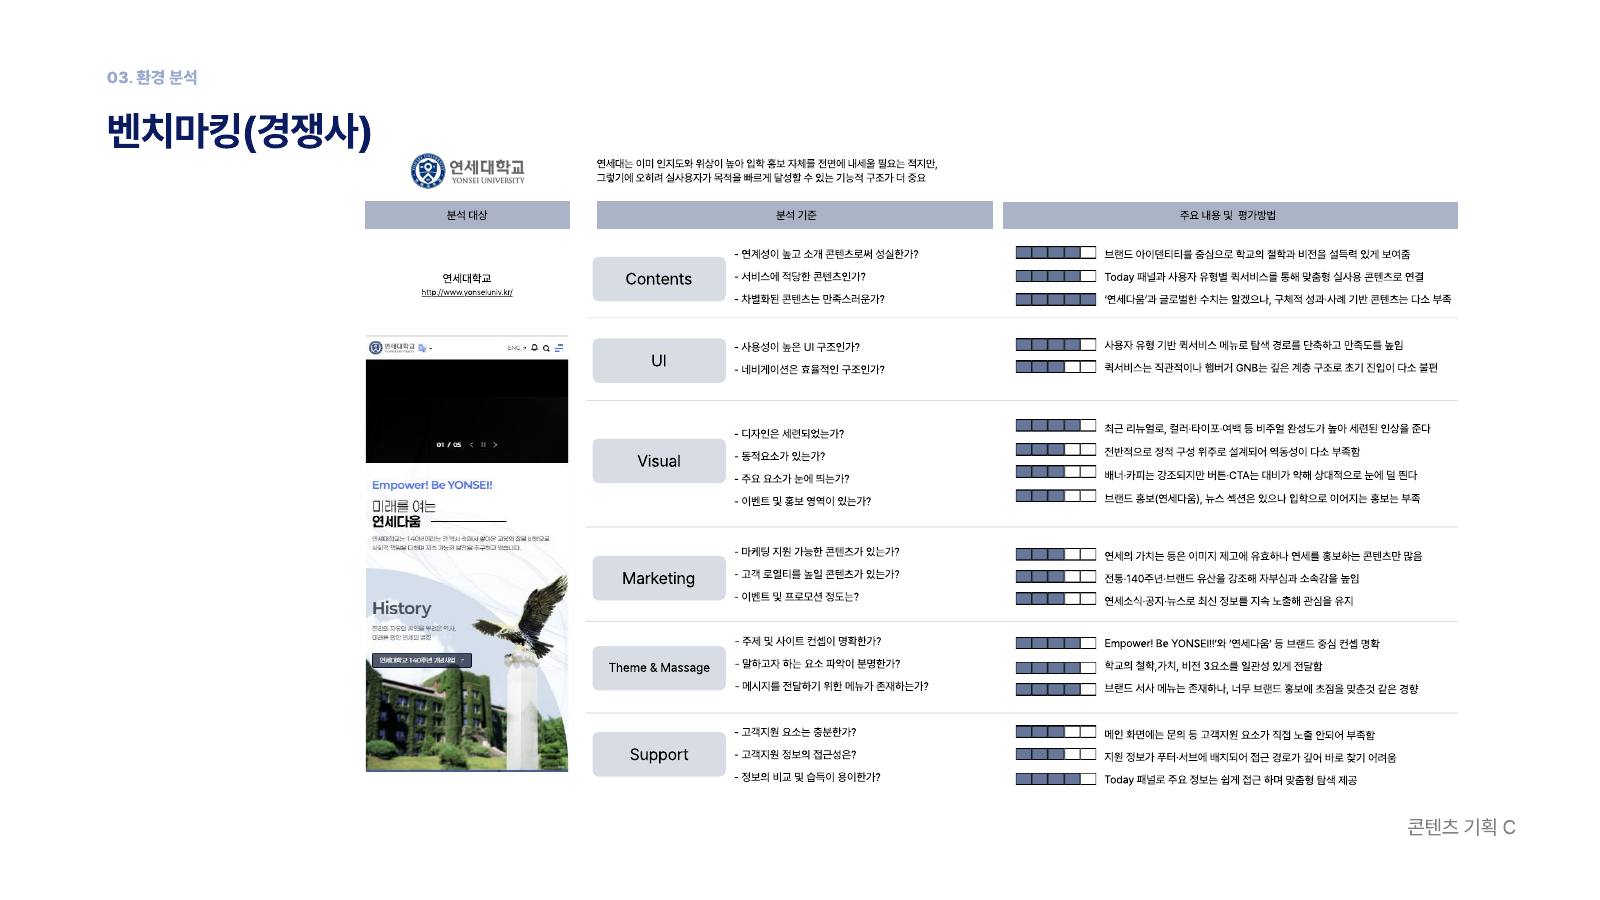 03. 환경 분석
벤치마킹(경쟁사)
연세대학교
YONSEI UNIVERSITY
연세대는 이미 인지도와 위상이 높아 입학 홍보 자체를 전면에 내세울 필요는 적지만,
그렇기에 오히려 실사용자가 목적을 빠르게 달성할 수 있는 기능적 구조가 더 중요
분석 대상
분석 기준
주요 내용 및 평가방법
연세대학교
http://www.yonseiuniv.kr/
연세대학교
ENG
01 / 05
Empower! Be YONSEI!
미래를 여는
연세다움
History
연세대학교 140주년 기념사업
Contents
- 연계성이 높고 소개 콘텐츠로써 성실한가?
- 서비스에 적당한 콘텐츠인가?
- 차별화된 콘텐츠는 만족스러운가?
브랜드 아이덴티티를 중심으로 학교의 철학과 비전을 설득력 있게 보여줌
Today 패널과 사용자 유형별 퀵서비스를 통해 맞춤형 실사용 콘텐츠로 연결
'연세다움'과 글로벌한 수치는 알겠으나, 구체적 성과·사례 기반 콘텐츠는 다소 부족
UI
- 사용성이 높은 UI 구조인가?
- 네비게이션은 효율적인 구조인가?
사용자 유형 기반 퀵서비스 메뉴로 탐색 경로를 단축하고 만족도를 높임
퀵서비스는 직관적이나 햄버거 GNB는 깊은 계층 구조로 초기 진입이 다소 불편
Visual
- 디자인은 세련되었는가?
- 동적요소가 있는가?
- 주요 요소가 눈에 띄는가?
- 이벤트 및 홍보 영역이 있는가?
최근 리뉴얼로, 컬러·타이포·여백 등 비주얼 완성도가 높아 세련된 인상을 준다
전반적으로 정적 구성 위주로 설계되어 역동성이 다소 부족함
배너·카피는 강조되지만 버튼·CTA는 대비가 약해 상대적으로 눈에 덜 띈다
브랜드 홍보(연세다움), 뉴스 섹션은 있으나 입학으로 이어지는 홍보는 부족
Marketing
- 마케팅 지원 가능한 콘텐츠가 있는가?
- 고객 로열티를 높일 콘텐츠가 있는가?
- 이벤트 및 프로모션 정도는?
연세의 가치는 등은 이미지 제고에 유효하나 연세를 홍보하는 콘텐츠만 많음
전통·140주년·브랜드 유산을 강조해 자부심과 소속감을 높임
연세소식·공지·뉴스로 최신 정보를 지속 노출해 관심을 유지
Theme & Massage
- 주제 및 사이트 컨셉이 명확한가?
- 말하고자 하는 요소 파악이 분명한가?
- 메시지를 전달하기 위한 메뉴가 존재하는가?
Empower! Be YONSEI!!'와 '연세다움' 등 브랜드 중심 컨셉 명확
학교의 철학,가치, 비전 3요소를 일관성 있게 전달함
브랜드 서사 메뉴는 존재하나, 너무 브랜드 홍보에 초점을 맞춘것 같은 경향
Support
- 고객지원 요소는 충분한가?
- 고객지원 정보의 접근성은?
- 정보의 비교 및 습득이 용이한가?
메인 화면에는 문의 등 고객지원 요소가 직접 노출 안되어 부족함
지원 정보가 푸터·서브에 배치되어 접근 경로가 깊어 바로 찾기 어려움
Today 패널로 주요 정보는 쉽게 접근 하며 맞춤형 탐색 제공
콘텐츠 기획 C